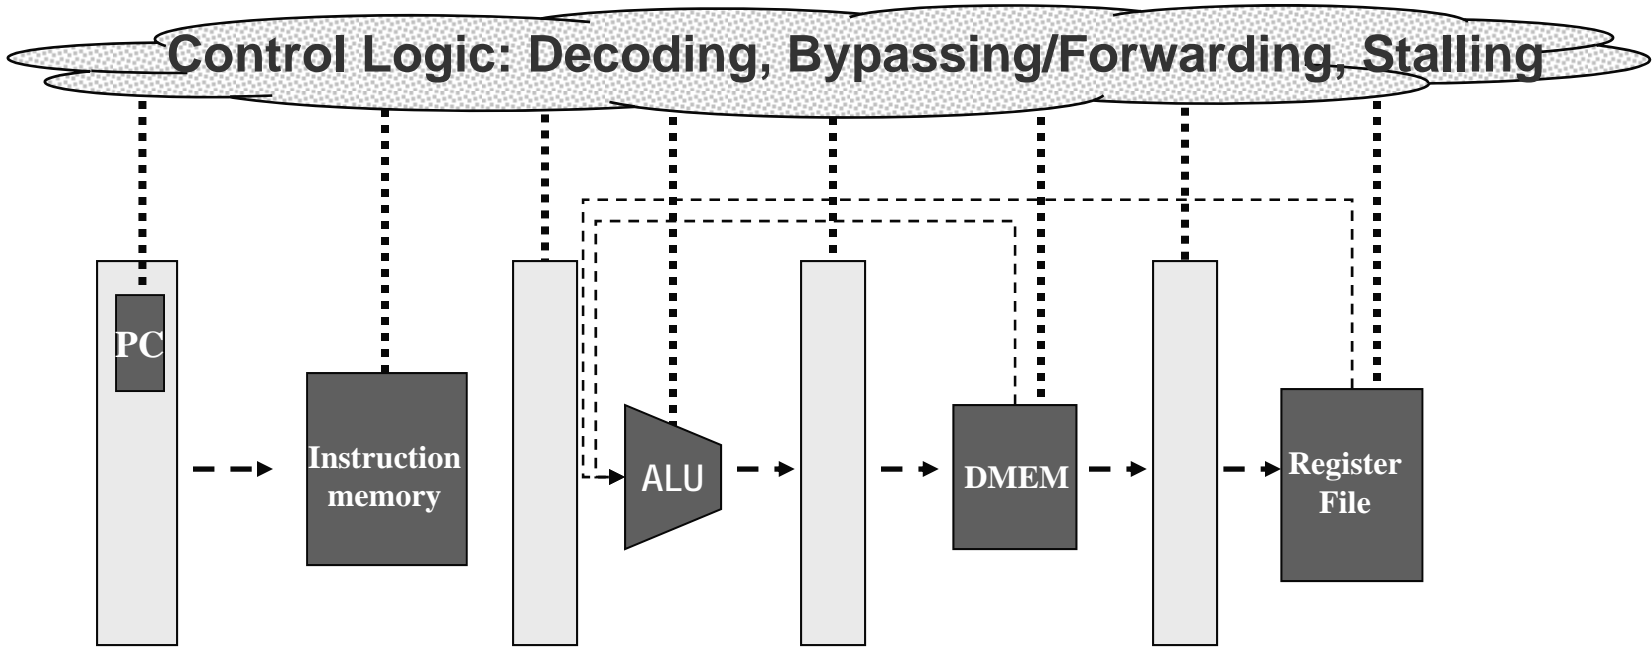 Control Logic: Decoding, Bypassing/Forwarding, Stalling
PC
Instruction
memory
ALU
DMEM
Register
File